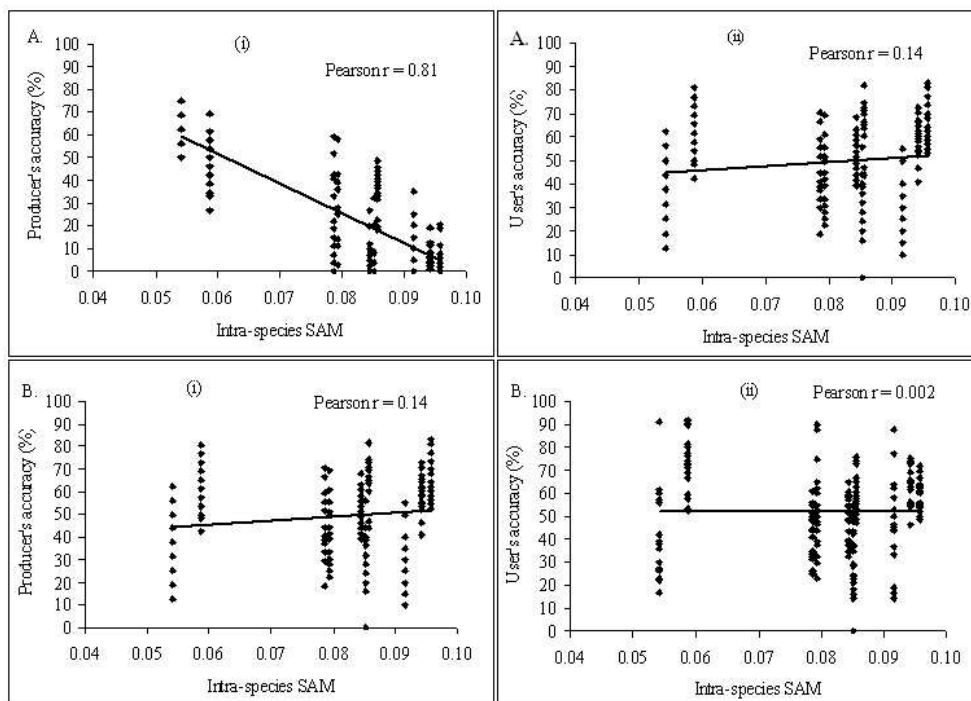 A.
(i)
Pearson r = 0.81
Producer's accuracy (%)
100
90
80
70
60
50
40
30
20
10
0
0.04 0.05 0.06 0.07 0.08 0.09 0.10
Intra-species SAM
A.
(ii)
Pearson r = 0.14
User's accuracy (%)
100
90
80
70
60
50
40
30
20
10
0
0.04 0.05 0.06 0.07 0.08 0.09 0.10
Intra-species SAM
B.
(i)
Pearson r = 0.14
Producer's accuracy (%)
100
90
80
70
60
50
40
30
20
10
0
0.04 0.05 0.06 0.07 0.08 0.09 0.10
Intra-species SAM
B.
(ii)
Pearson r = 0.002
User's accuracy (%)
100
90
80
70
60
50
40
30
20
10
0
0.04 0.05 0.06 0.07 0.08 0.09 0.10
Intra-species SAM